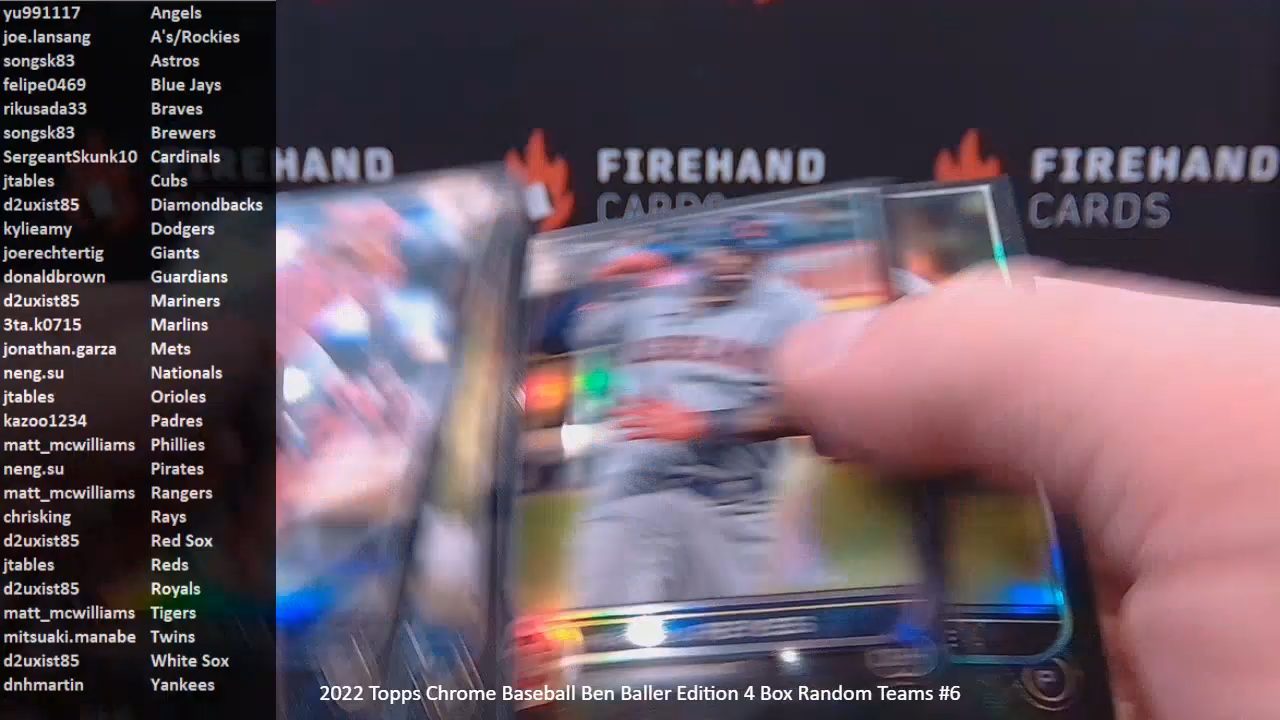 yu991117 Angels
joe.lansang A's/Rockies
songsk83 Astros
felipe0469 Blue Jays
rikusada33 Braves
songsk83 Brewers
SergeantSkunk10 Cardinals
jtables Cubs
d2uxist85 Diamondbacks
kylieamy Dodgers
joerechtertig Giants
donaldbrown Guardians
d2uxist85 Mariners
3ta.k0715 Marlins
jonathan.garza Mets
neng.su Nationals
jtables Orioles
kazoo1234 Padres
matt_mcwilliams Phillies
neng.su Pirates
matt_mcwilliams Rangers
chrisking Rays
d2uxist85 Red Sox
jtables Reds
d2uxist85 Royals
matt_mcwilliams Tigers
mitsuaki.manabe Twins
d2uxist85 White Sox
dnhmartin Yankees
FIREHAND
FIREHAND
CARDS
FIREHAND
CARDS
2022 Topps Chrome Baseball Ben Baller Edition 4 Box Random Teams #6